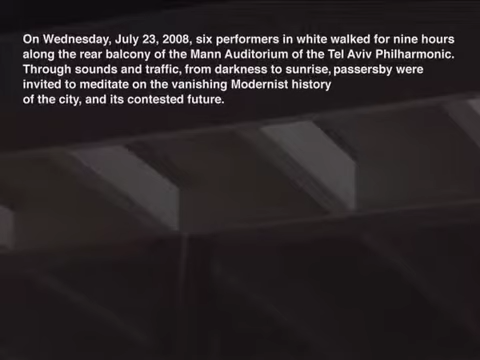 On Wednesday, July 23, 2008, six performers in white walked for nine hours
along the rear balcony of the Mann Auditorium of the Tel Aviv Philharmonic.
Through sounds and traffic, from darkness to sunrise, passersby were
invited to meditate on the vanishing Modernist history
of the city, and its contested future.